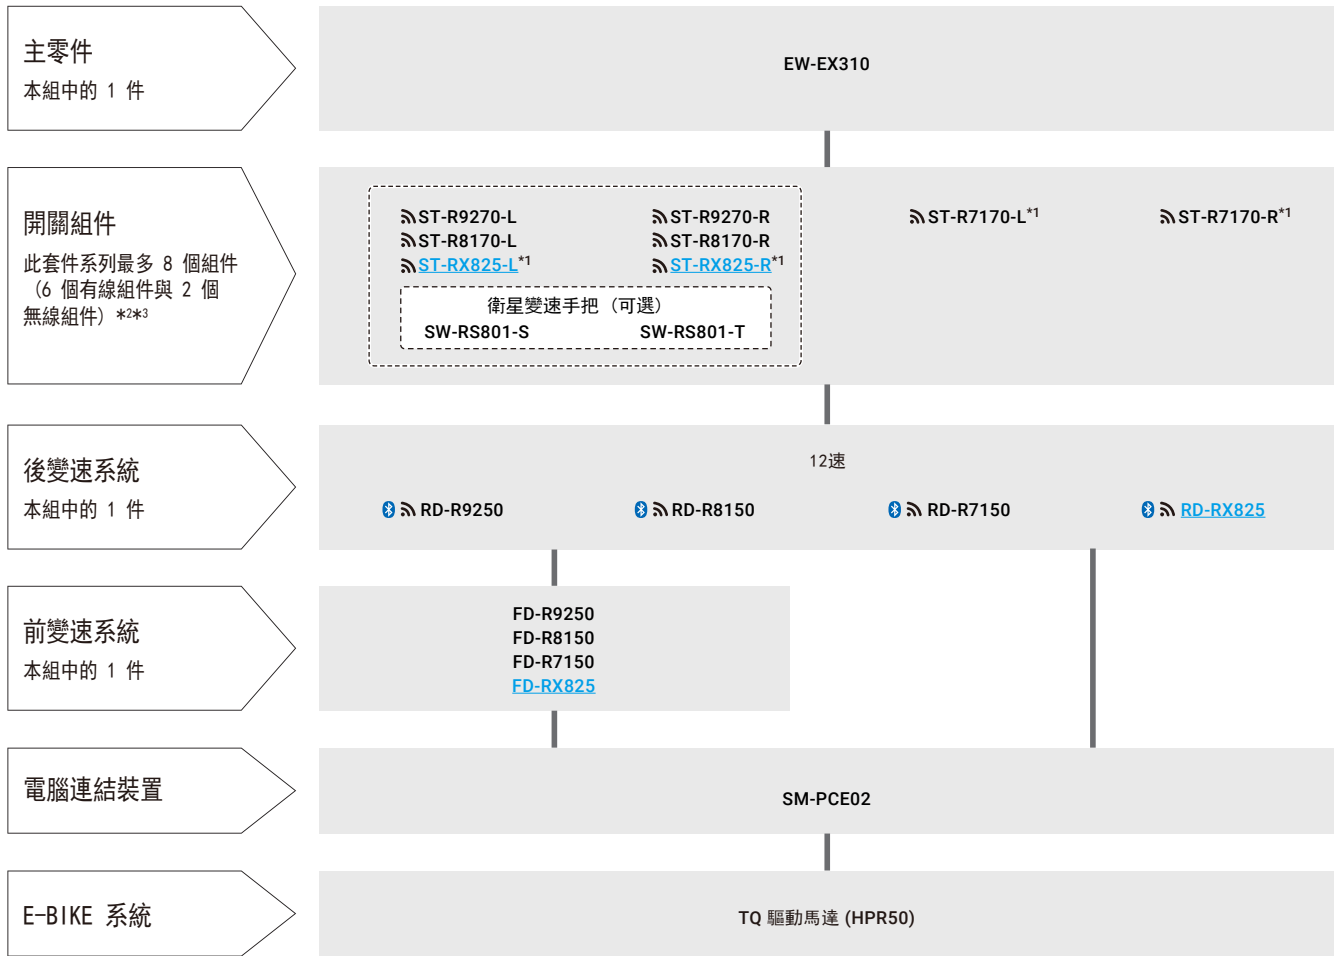 主零件
本組中的 1 件
EW-EX310
開關組件
此套件系列最多 8 個組件
（6 個有線組件與 2 個
無線組件）*2*3
ST-R9270-L ST-R9270-R ST-R7170-L*1 ST-R7170-R*1
ST-R8170-L ST-R8170-R
ST-RX825-L*1 ST-RX825-R*1
衛星變速手把（可選）
SW-RS801-S SW-RS801-T
後變速系統
本組中的 1 件
12速
RD-R9250 RD-R8150 RD-R7150 RD-RX825
前變速系統
本組中的 1 件
FD-R9250
FD-R8150
FD-R7150
FD-RX825
電腦連結裝置
SM-PCE02
E-BIKE 系統
TQ 驅動馬達 (HPR50)